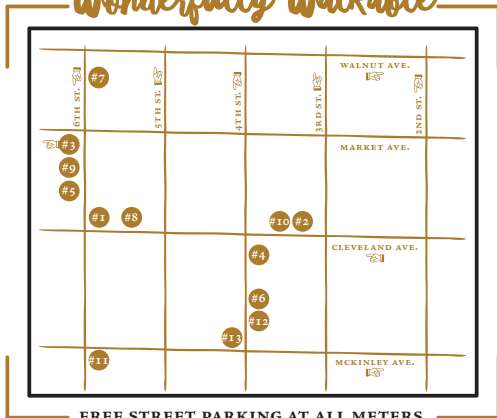 Wonderfully Walkable
WALNUT AVE.
#7
6TH ST.
5TH ST.
4TH ST.
3RD ST.
2ND ST.
#3
MARKET AVE.
#9
#5
#1
#8
#10
#2
CLEVELAND AVE.
#4
#6
#12
#13
#11
MCKINLEY AVE.
FREE STREET PARKING AT ALL METERS